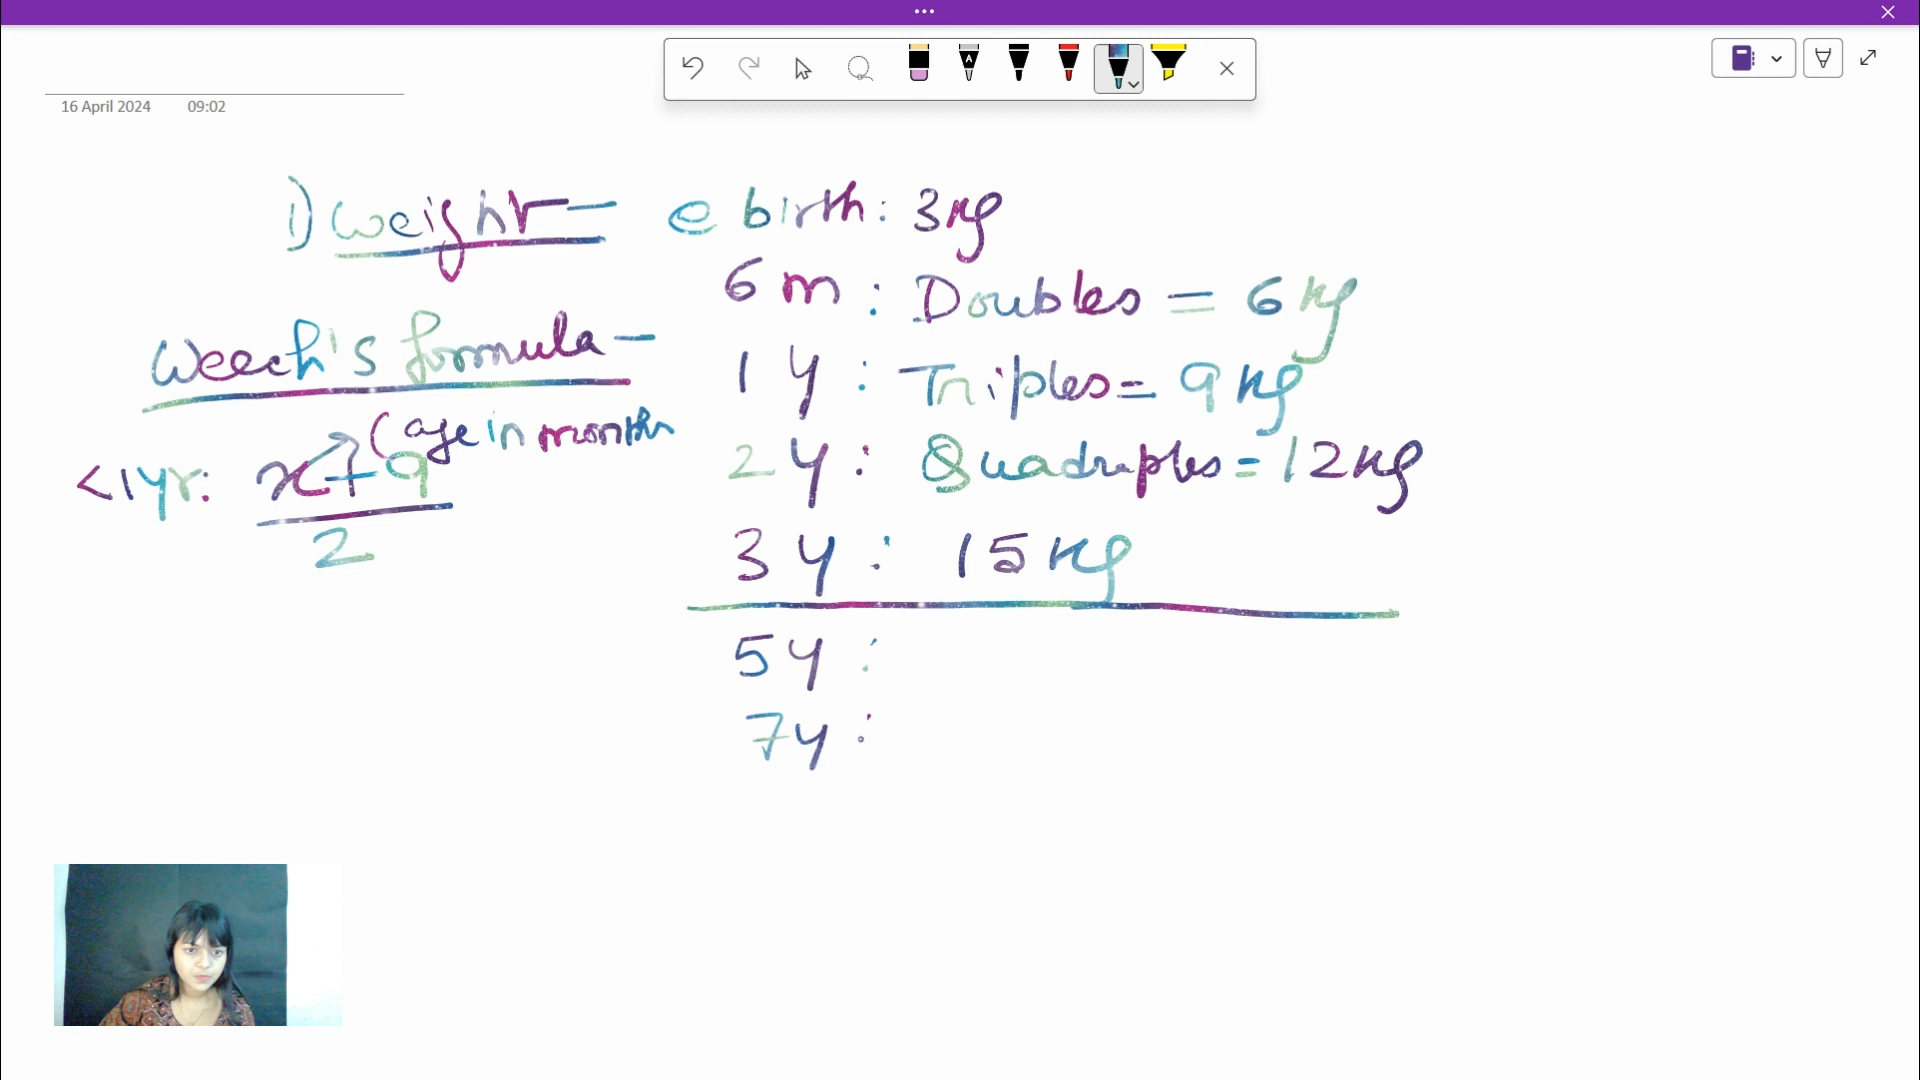 16 April 2024 09:02
1) Weight — @ birth: 3kg
6 m : Doubles = 6 kg
1 y : Triples = 9 kg
2 y : Quadruples = 12 kg
3 y : 15 kg
5 y :
7 y :
Weech's formula —
(age in months
<1yr: x + 9
2